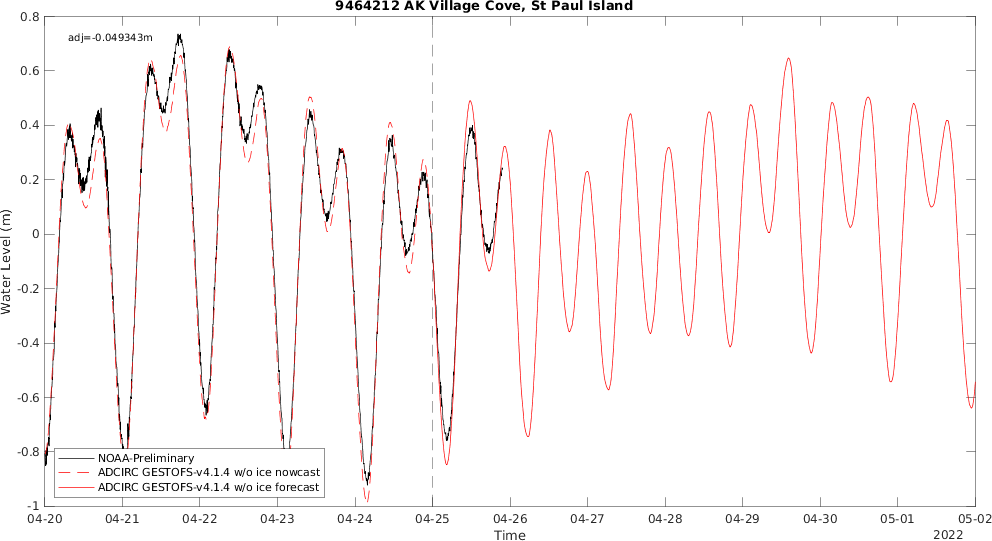 9464212 AK Village Cove, St Paul Island
adj=-0.049343m
Water Level (m)
0.8
0.6
0.4
0.2
0
-0.2
-0.4
-0.6
-0.8
-1
NOAA-Preliminary
ADCIRC GESTOFS-v4.1.4 w/o ice nowcast
ADCIRC GESTOFS-v4.1.4 w/o ice forecast
04-20 04-21 04-22 04-23 04-24 04-25 04-26 04-27 04-28 04-29 04-30 05-01 05-02
Time
2022